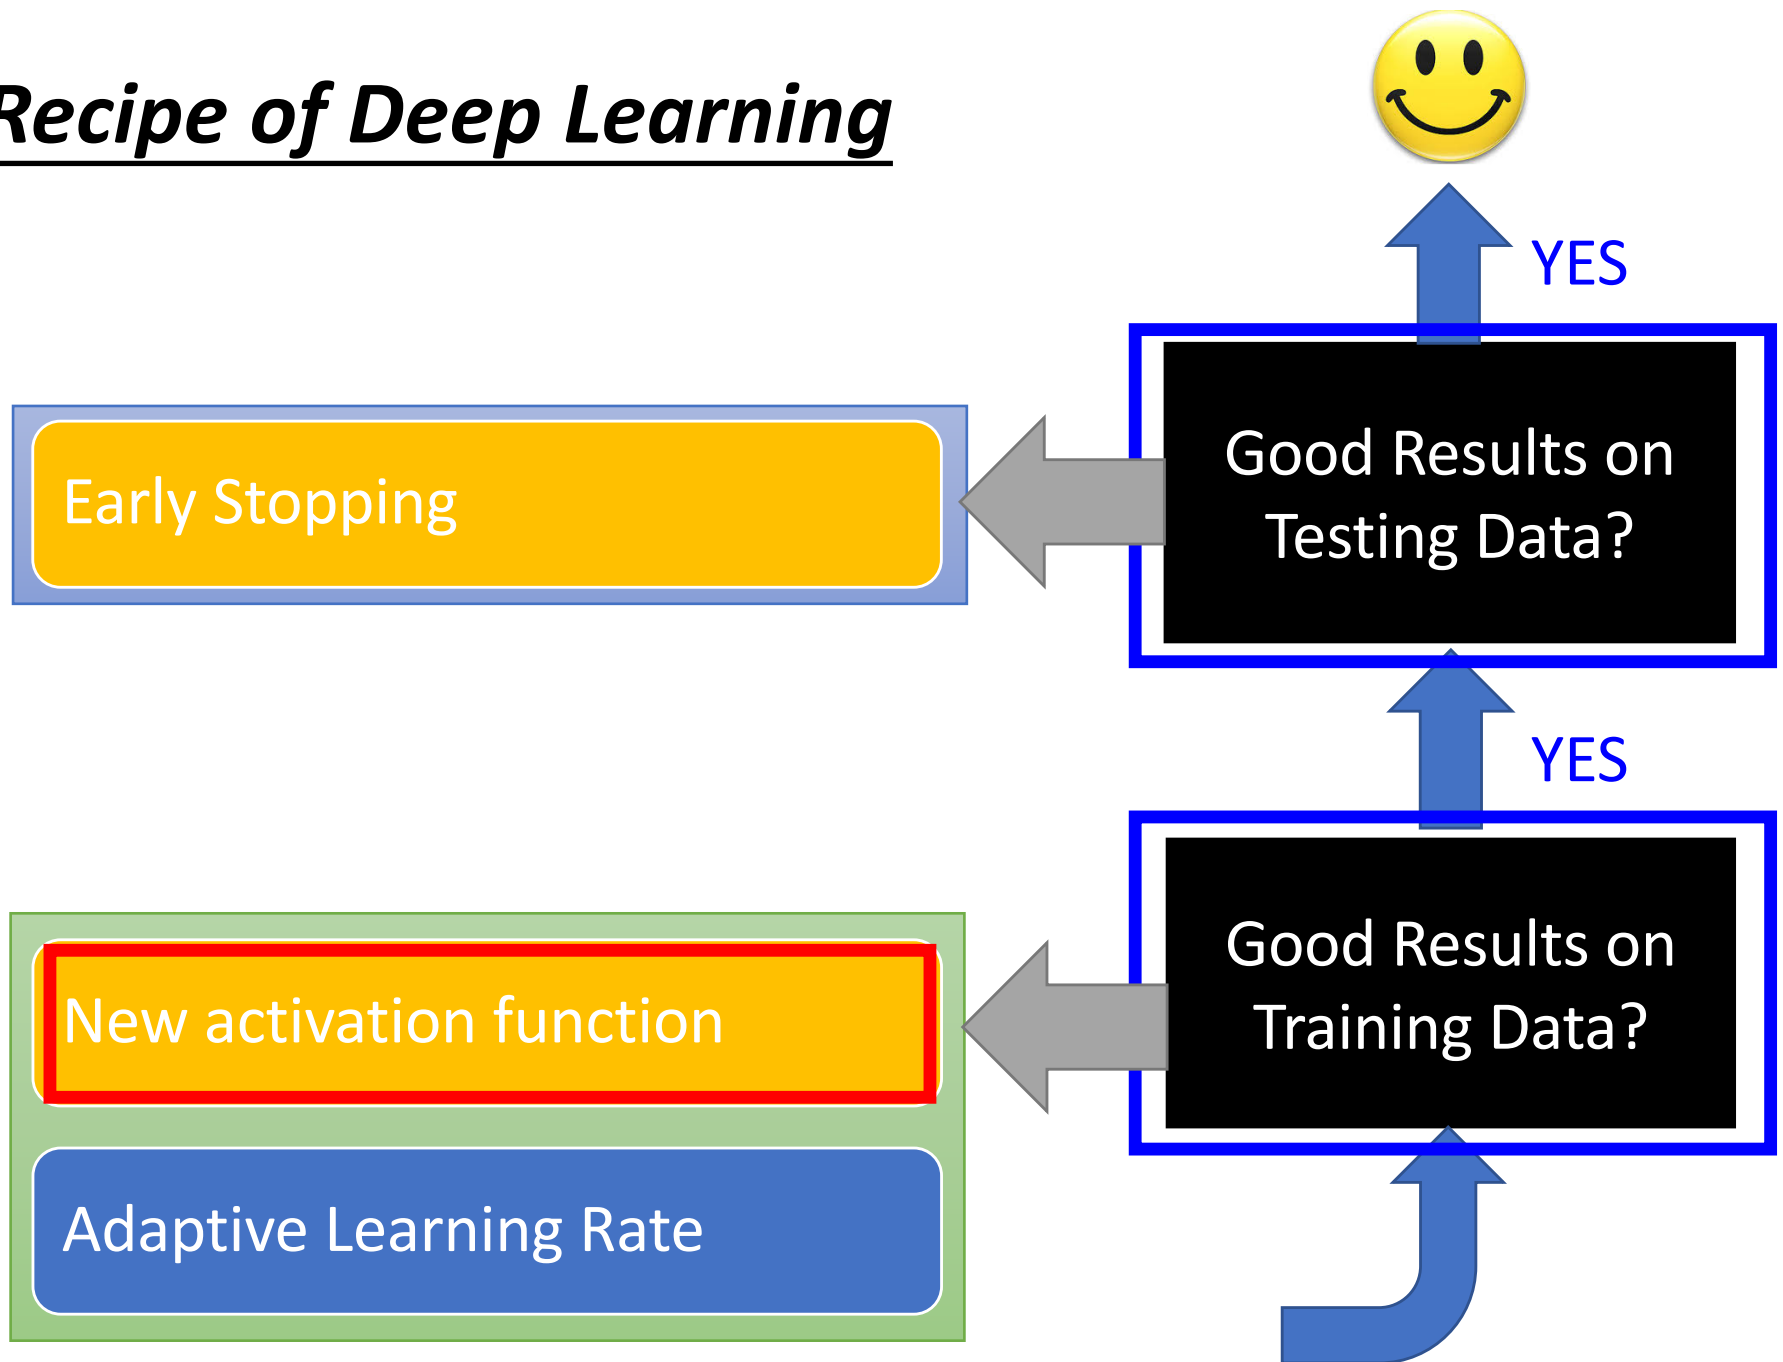 Recipe of Deep Learning
YES
Early Stopping
Good Results on
Testing Data?
YES
New activation function
Good Results on
Training Data?
Adaptive Learning Rate